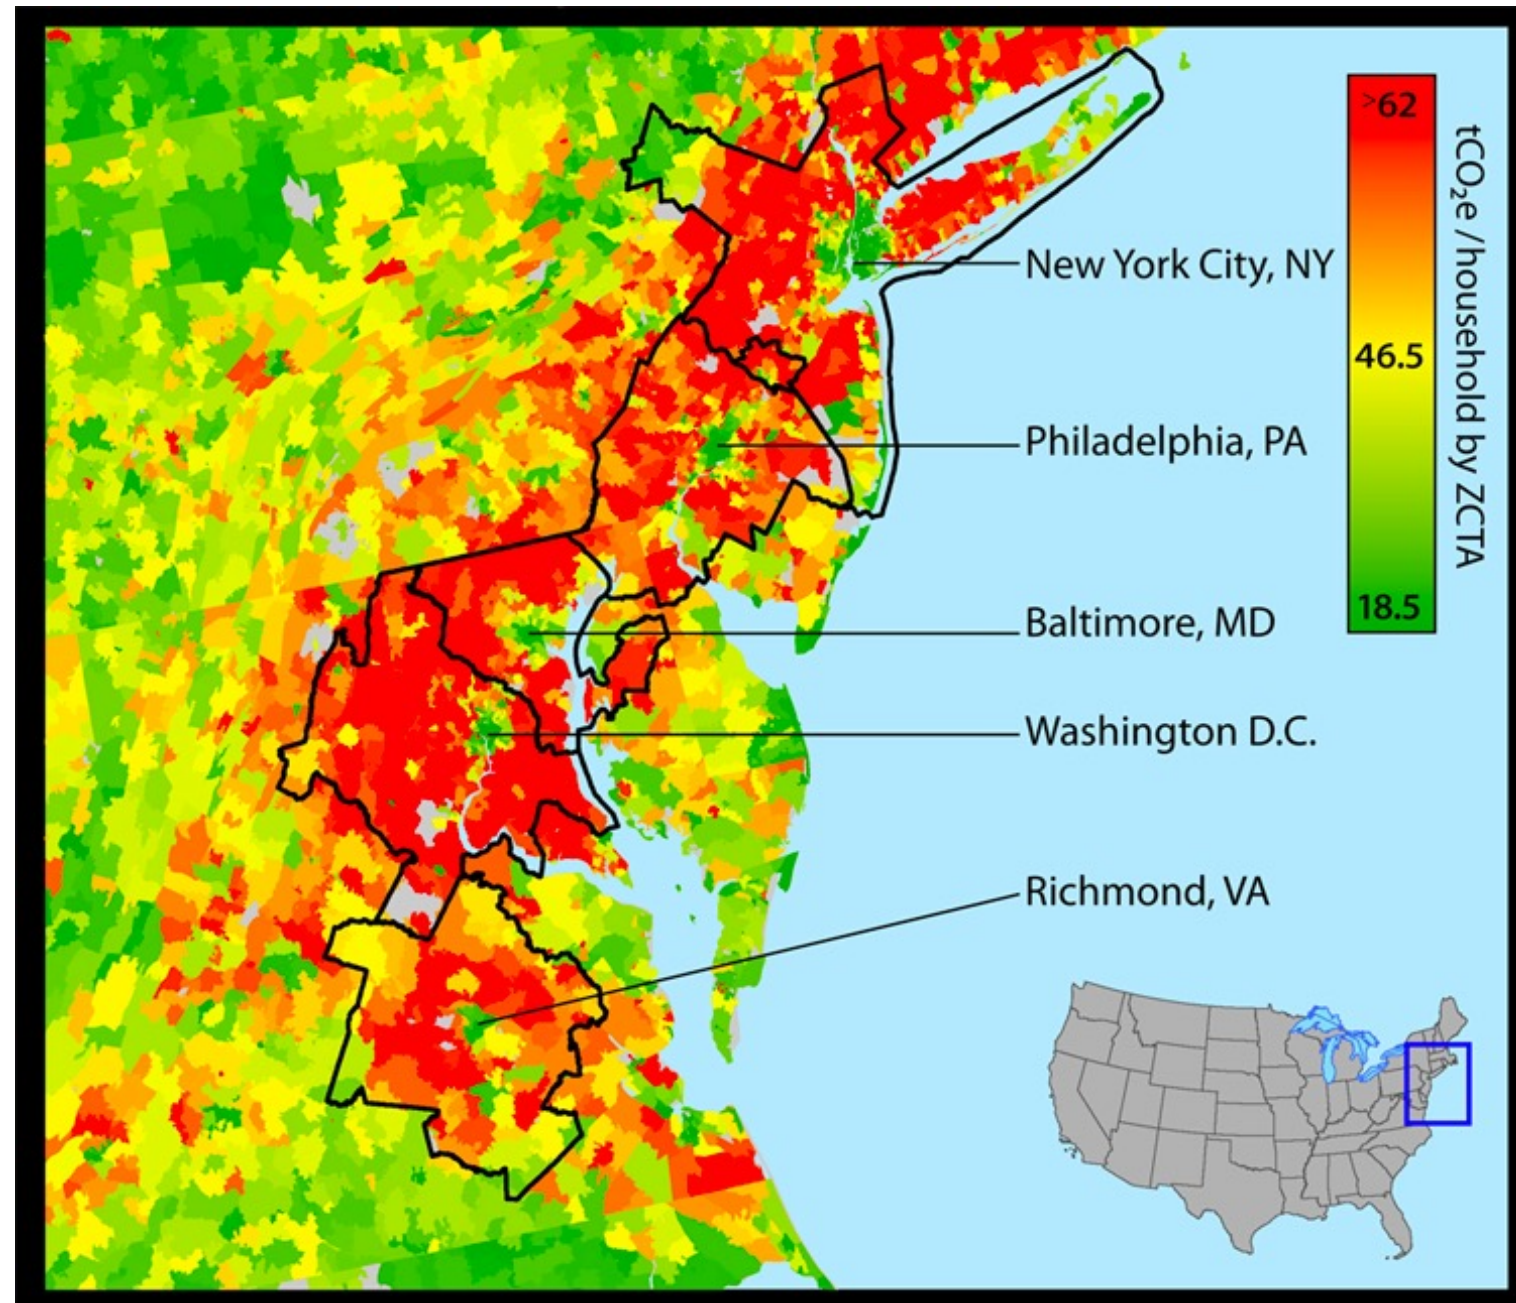 >62
46.5
18.5
tCO₂e /household by ZCTA
New York City, NY
Philadelphia, PA
Baltimore, MD
Washington D.C.
Richmond, VA